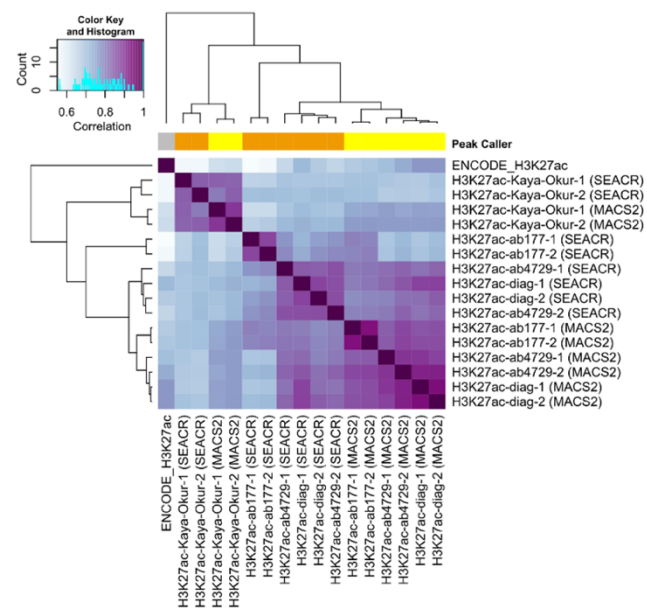 Color Key
and Histogram
Count
0
10
0.6
0.8
1
Correlation
Peak Caller
ENCODE_H3K27ac
H3K27ac-Kaya-Okur-1 (SEACR)
H3K27ac-Kaya-Okur-2 (SEACR)
H3K27ac-Kaya-Okur-1 (MACS2)
H3K27ac-Kaya-Okur-2 (MACS2)
H3K27ac-ab177-1 (SEACR)
H3K27ac-ab177-2 (SEACR)
H3K27ac-ab4729-1 (SEACR)
H3K27ac-diag-1 (SEACR)
H3K27ac-diag-2 (SEACR)
H3K27ac-ab4729-2 (SEACR)
H3K27ac-ab177-1 (MACS2)
H3K27ac-ab177-2 (MACS2)
H3K27ac-ab4729-1 (MACS2)
H3K27ac-ab4729-2 (MACS2)
H3K27ac-diag-1 (MACS2)
H3K27ac-diag-2 (MACS2)
ENCODE_H3K27ac
H3K27ac-Kaya-Okur-1 (SEACR)
H3K27ac-Kaya-Okur-2 (SEACR)
H3K27ac-Kaya-Okur-1 (MACS2)
H3K27ac-Kaya-Okur-2 (MACS2)
H3K27ac-ab177-1 (SEACR)
H3K27ac-ab177-2 (SEACR)
H3K27ac-ab4729-1 (SEACR)
H3K27ac-diag-1 (SEACR)
H3K27ac-diag-2 (SEACR)
H3K27ac-ab4729-2 (SEACR)
H3K27ac-ab177-1 (MACS2)
H3K27ac-ab177-2 (MACS2)
H3K27ac-ab4729-1 (MACS2)
H3K27ac-ab4729-2 (MACS2)
H3K27ac-diag-1 (MACS2)
H3K27ac-diag-2 (MACS2)